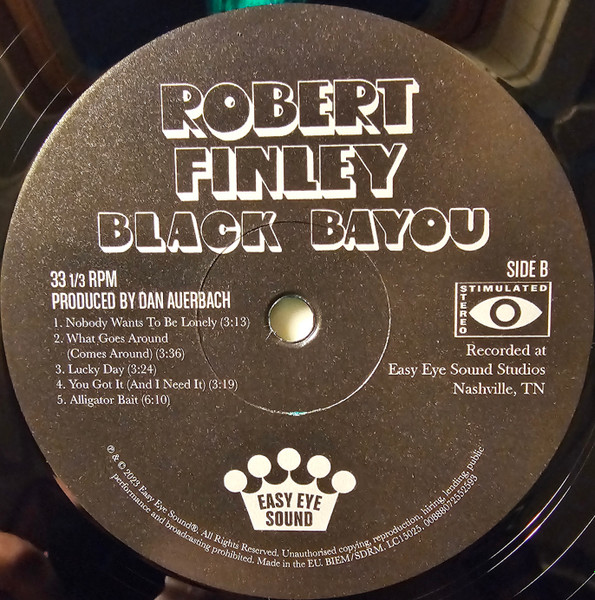 ROBERT
FINLEY
BLACK BAYOU
33 1/3 RPM
PRODUCED BY DAN AUERBACH
1. Nobody Wants To Be Lonely (3:13)
2. What Goes Around
(Comes Around) (3:36)
3. Lucky Day (3:24)
4. You Got It (And I Need It) (3:19)
5. Alligator Bait (6:10)
SIDE B
STEREO
STIMULATED
Recorded at
Easy Eye Sound Studios
Nashville, TN
EASY EYE
SOUND
℗ & © 2023 Easy Eye Sound®. All Rights Reserved. Unauthorised copying, reproduction, hiring, lending, public
performance and broadcasting prohibited. Made in the EU. BIEM/SDRM. LC15025. 00888072552593